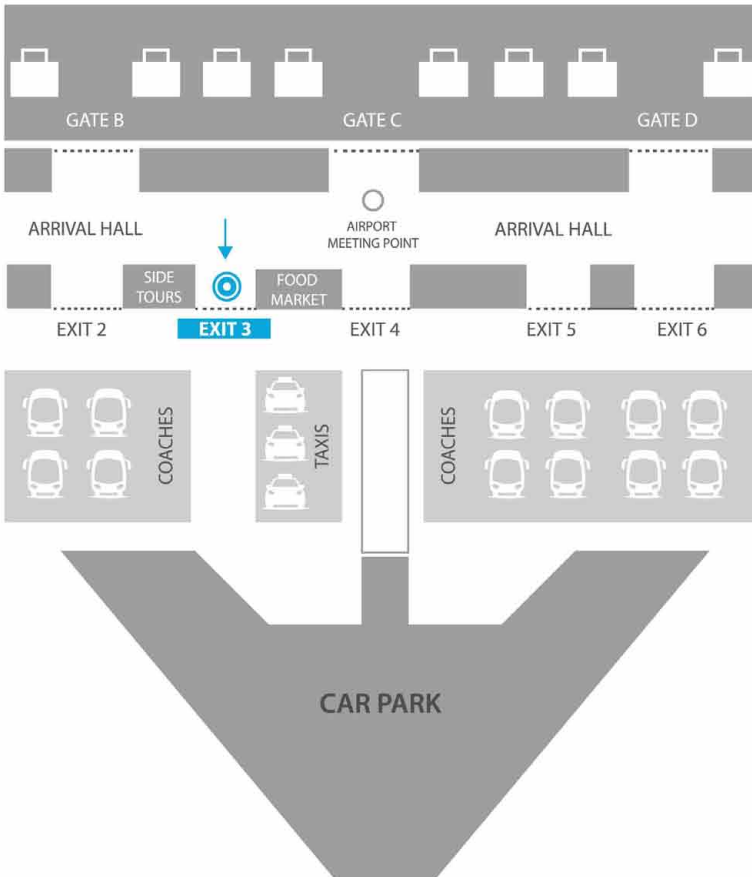 GATE B
GATE C
GATE D
ARRIVAL HALL
AIRPORT
MEETING POINT
ARRIVAL HALL
SIDE
TOURS
FOOD
MARKET
EXIT 2
EXIT 3
EXIT 4
EXIT 5
EXIT 6
COACHES
TAXIS
COACHES
CAR PARK